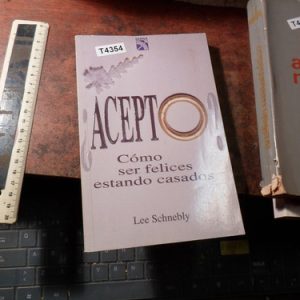 T4354
¿ACEPTO?
Cómo
ser felices
estando casados
Lee Schnebly